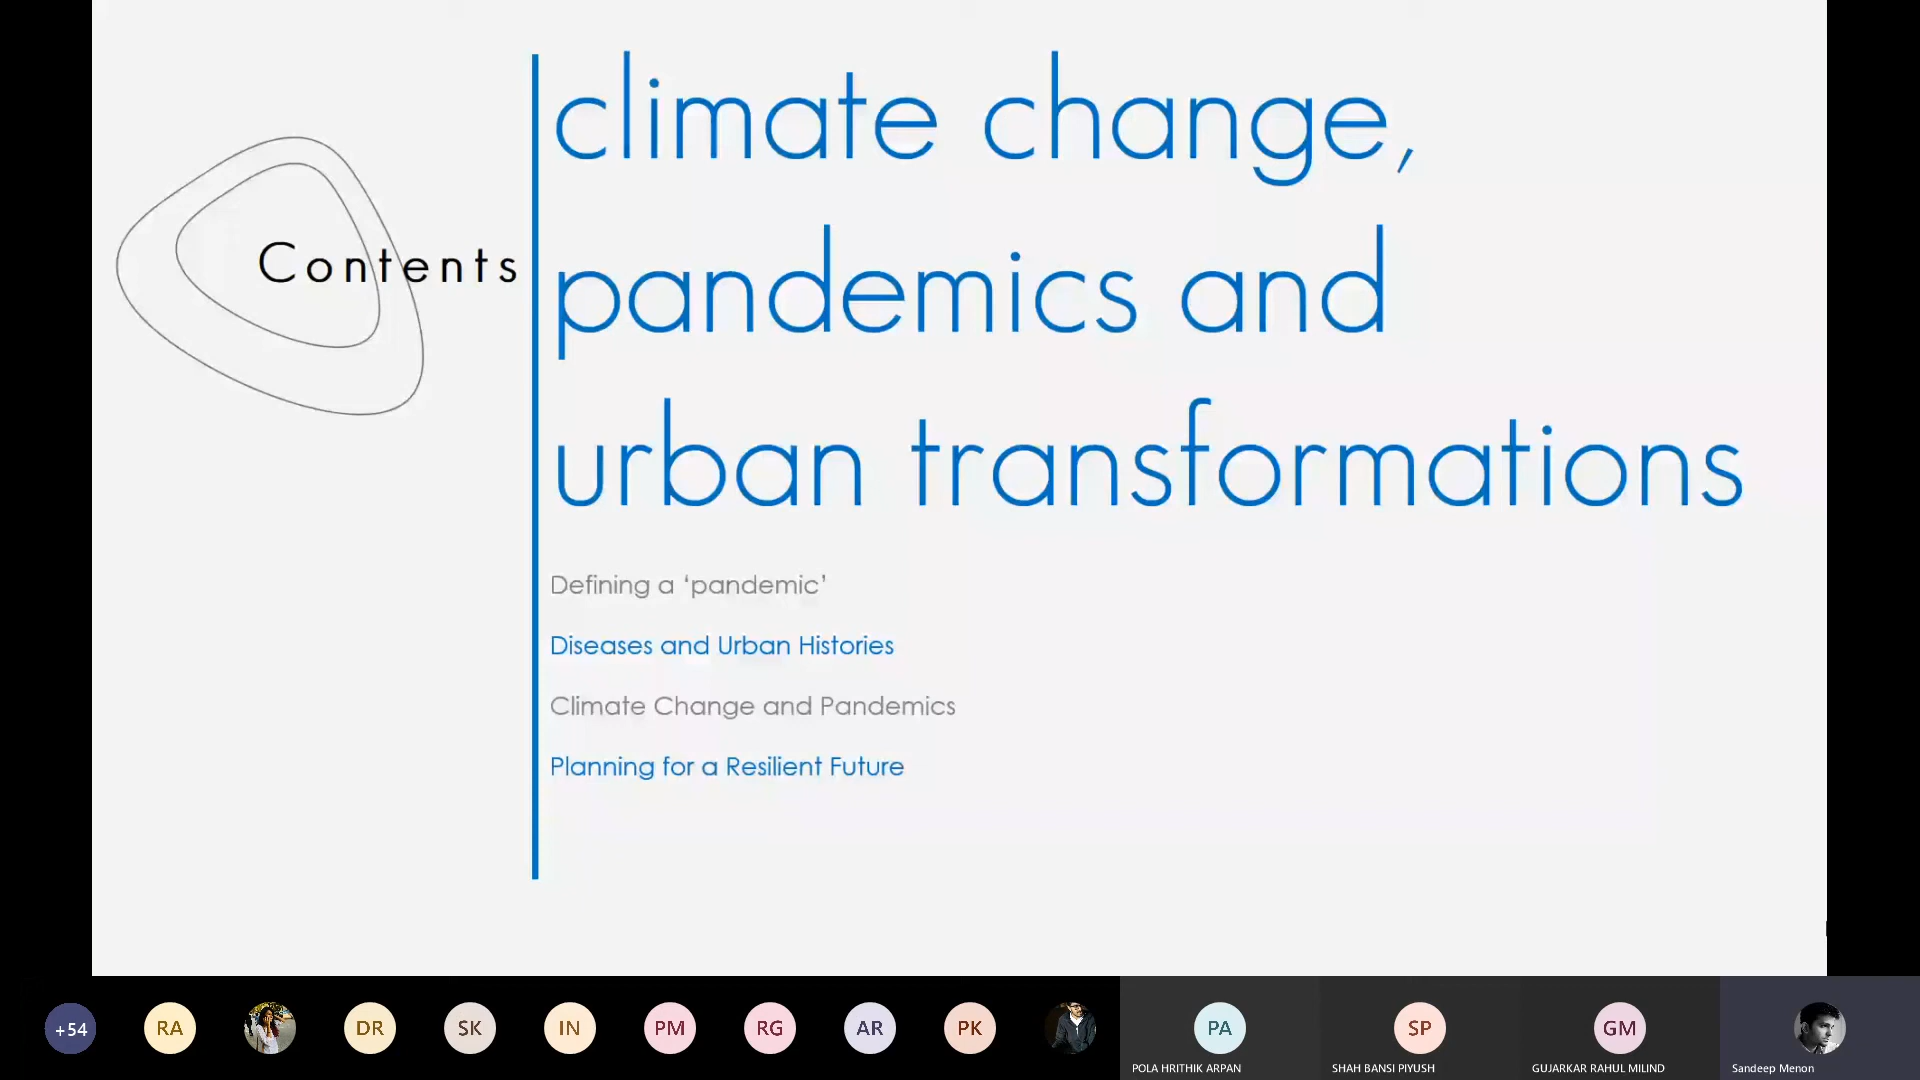 Contents
climate change,
pandemics and
urban transformations
Defining a ‘pandemic’
Diseases and Urban Histories
Climate Change and Pandemics
Planning for a Resilient Future
+54
RA
DR
SK
IN
PM
RG
AR
PK
PA
SP
GM
POLA HRITHIK ARPAN
SHAH BANSI PIYUSH
GUJARKAR RAHUL MILIND
Sandeep Menon